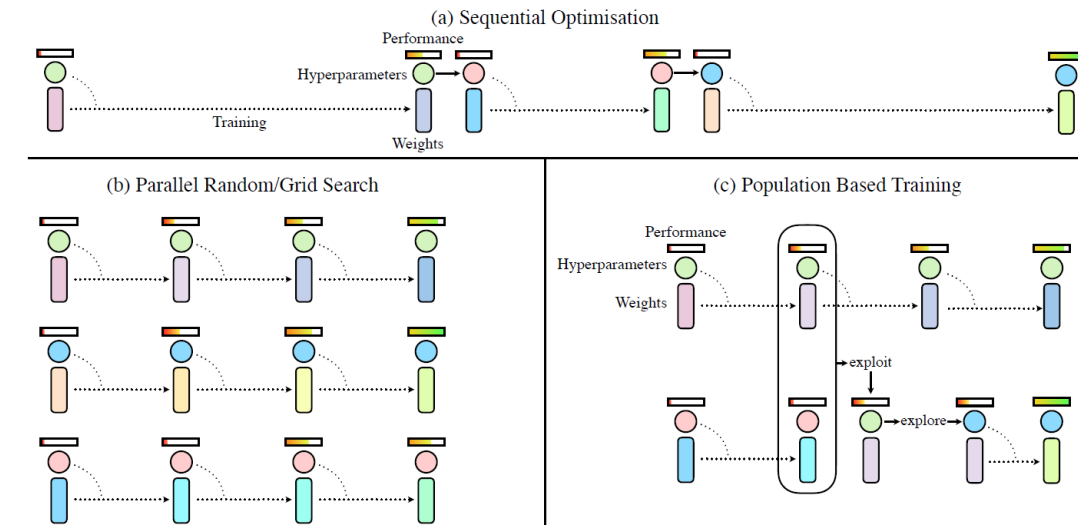 (a) Sequential Optimisation
Performance
Hyperparameters
Training
Weights
(b) Parallel Random/Grid Search
(c) Population Based Training
Performance
Hyperparameters
Weights
exploit
explore